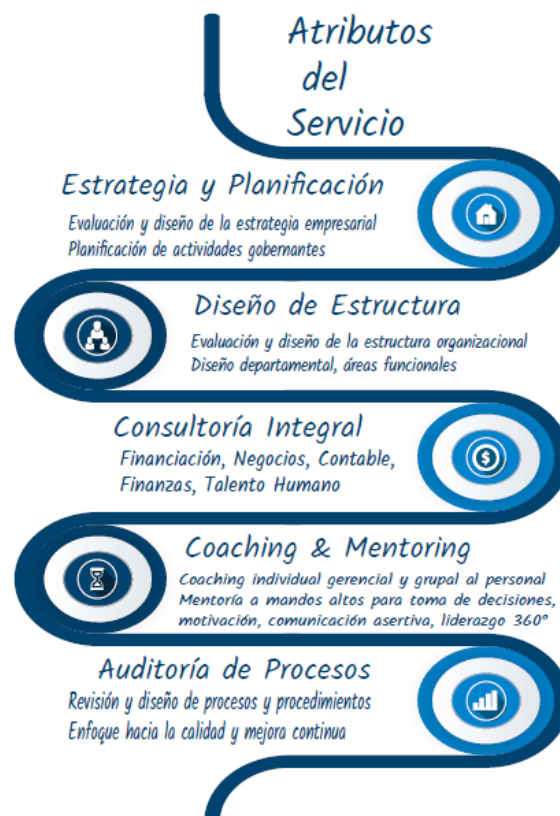 Atributos
del
Servicio
Estrategia y Planificación
Evaluación y diseño de la estrategia empresarial
Planificación de actividades gobernantes
Diseño de Estructura
Evaluación y diseño de la estructura organizacional
Diseño departamental, áreas funcionales
Consultoría Integral
Financiación, Negocios, Contable,
Finanzas, Talento Humano
$
Coaching & Mentoring
Coaching individual gerencial y grupal al personal
Mentoría a mandos altos para toma de decisiones,
motivación, comunicación asertiva, liderazgo 360°
Auditoría de Procesos
Revisión y diseño de procesos y procedimientos
Enfoque hacia la calidad y mejora continua